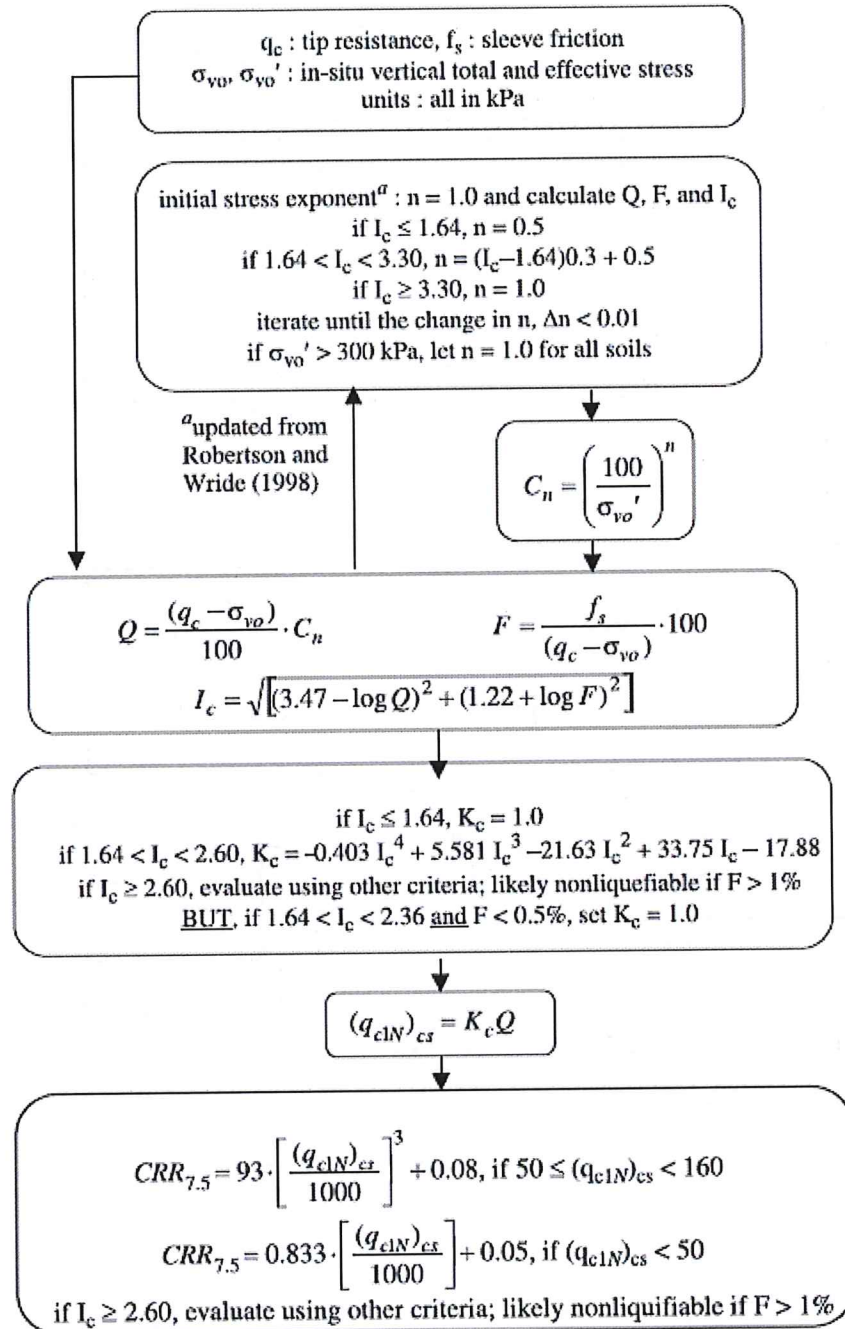 q_c : tip resistance, f_s : sleeve friction
σ_vo, σ_vo' : in-situ vertical total and effective stress
units : all in kPa
initial stress exponent^a : n = 1.0 and calculate Q, F, and I_c
if I_c ≤ 1.64, n = 0.5
if 1.64 < I_c < 3.30, n = (I_c–1.64)0.3 + 0.5
if I_c ≥ 3.30, n = 1.0
iterate until the change in n, Δn < 0.01
if σ_vo' > 300 kPa, let n = 1.0 for all soils
^a updated from
Robertson and
Wride (1998)
C_n = (100 / σ_vo')^n
Q = (q_c – σ_vo) / 100 · C_n
F = f_s / (q_c – σ_vo) · 100
I_c = √[(3.47 – log Q)^2 + (1.22 + log F)^2]
if I_c ≤ 1.64, K_c = 1.0
if 1.64 < I_c < 2.60, K_c = -0.403 I_c^4 + 5.581 I_c^3 –21.63 I_c^2 + 33.75 I_c – 17.88
if I_c ≥ 2.60, evaluate using other criteria; likely nonliquefiable if F > 1%
BUT, if 1.64 < I_c < 2.36 and F < 0.5%, set K_c = 1.0
(q_c1N)_cs = K_c Q
CRR_7.5 = 93 · [(q_c1N)_cs / 1000]^3 + 0.08, if 50 ≤ (q_c1N)_cs < 160
CRR_7.5 = 0.833 · [(q_c1N)_cs / 1000] + 0.05, if (q_c1N)_cs < 50
if I_c ≥ 2.60, evaluate using other criteria; likely nonliquifiable if F > 1%